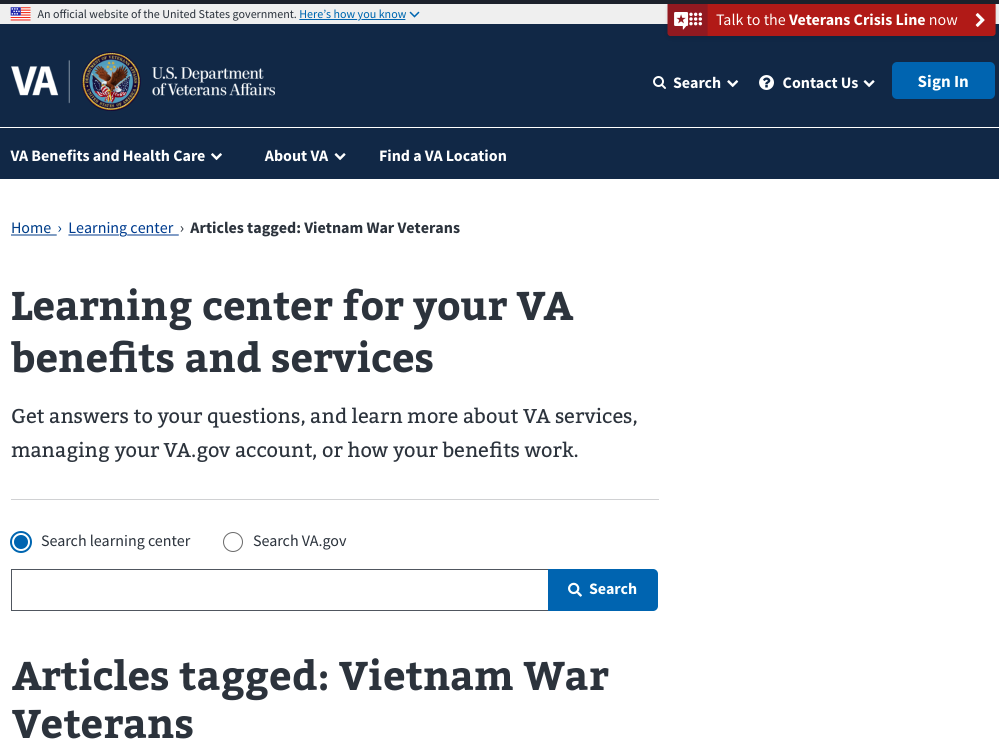 An official website of the United States government. Here's how you know
Talk to the Veterans Crisis Line now
VA
U.S. Department
of Veterans Affairs
Search
Contact Us
Sign In
VA Benefits and Health Care
About VA
Find a VA Location
Home › Learning center › Articles tagged: Vietnam War Veterans
Learning center for your VA
benefits and services
Get answers to your questions, and learn more about VA services,
managing your VA.gov account, or how your benefits work.
Search learning center
Search VA.gov
Search
Articles tagged: Vietnam War
Veterans